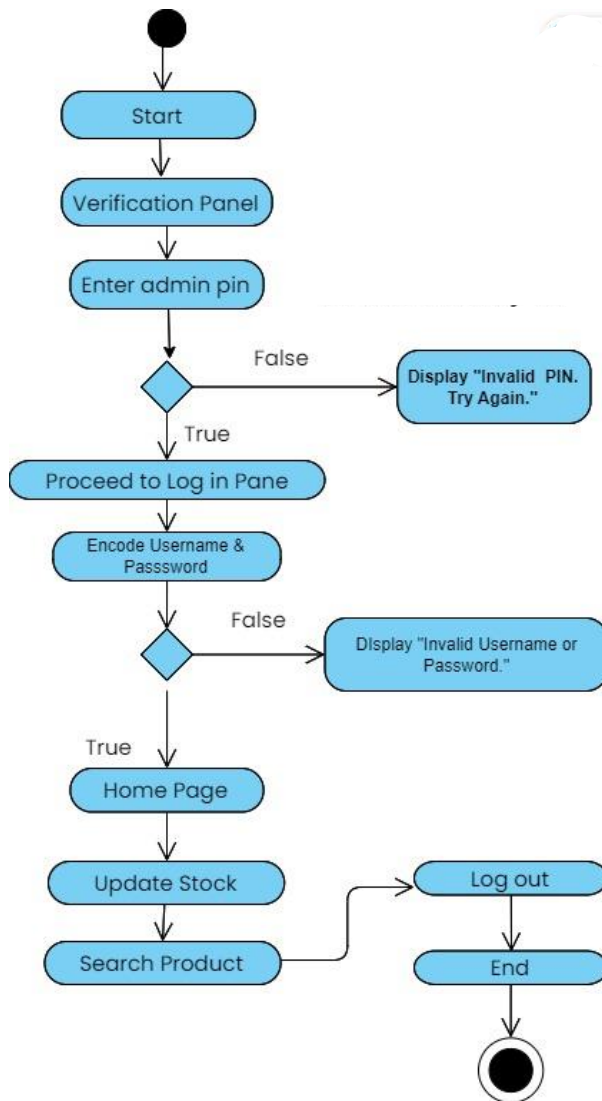 Start
Verification Panel
Enter admin pin
False
Display "Invalid PIN.
Try Again."
True
Proceed to Log in Pane
Encode Username &
Passsword
False
DIsplay "Invalid Username or
Password."
True
Home Page
Update Stock
Log out
Search Product
End